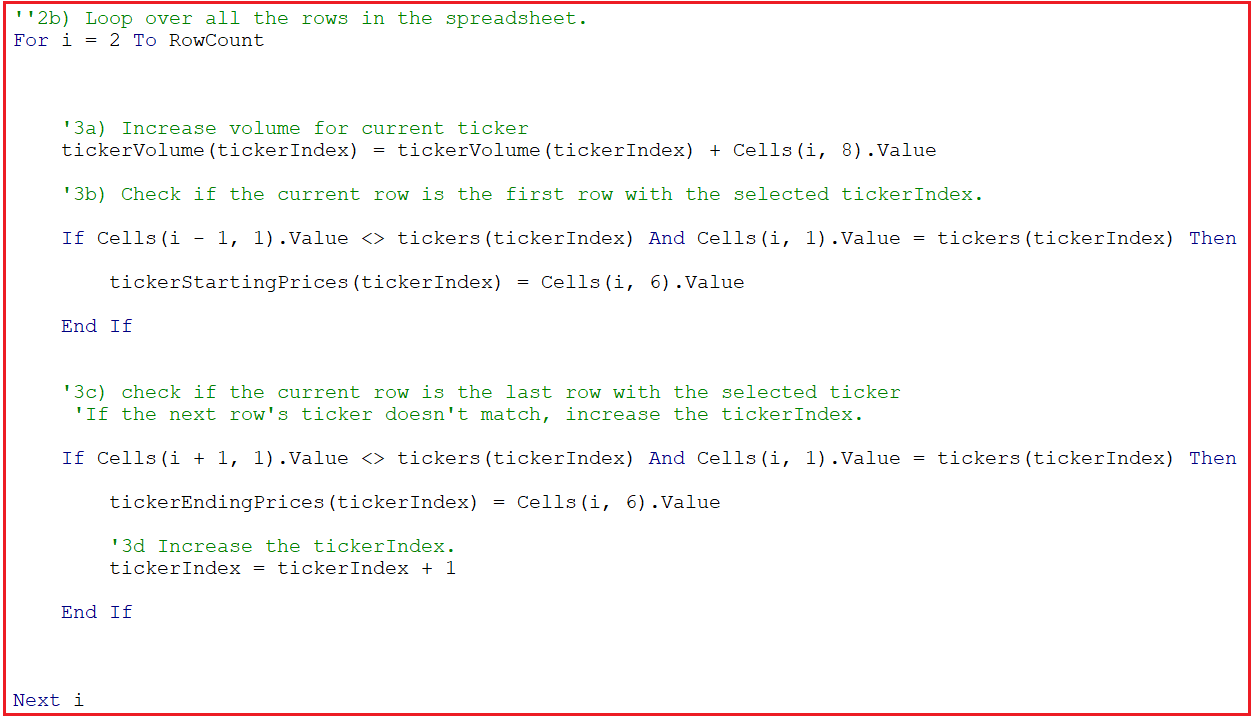 ''2b) Loop over all the rows in the spreadsheet.
For i = 2 To RowCount
'3a) Increase volume for current ticker
tickerVolume(tickerIndex) = tickerVolume(tickerIndex) + Cells(i, 8).Value
'3b) Check if the current row is the first row with the selected tickerIndex.
If Cells(i - 1, 1).Value <> tickers(tickerIndex) And Cells(i, 1).Value = tickers(tickerIndex) Then
tickerStartingPrices(tickerIndex) = Cells(i, 6).Value
End If
'3c) check if the current row is the last row with the selected ticker
'If the next row's ticker doesn't match, increase the tickerIndex.
If Cells(i + 1, 1).Value <> tickers(tickerIndex) And Cells(i, 1).Value = tickers(tickerIndex) Then
tickerEndingPrices(tickerIndex) = Cells(i, 6).Value
'3d Increase the tickerIndex.
tickerIndex = tickerIndex + 1
End If
Next i